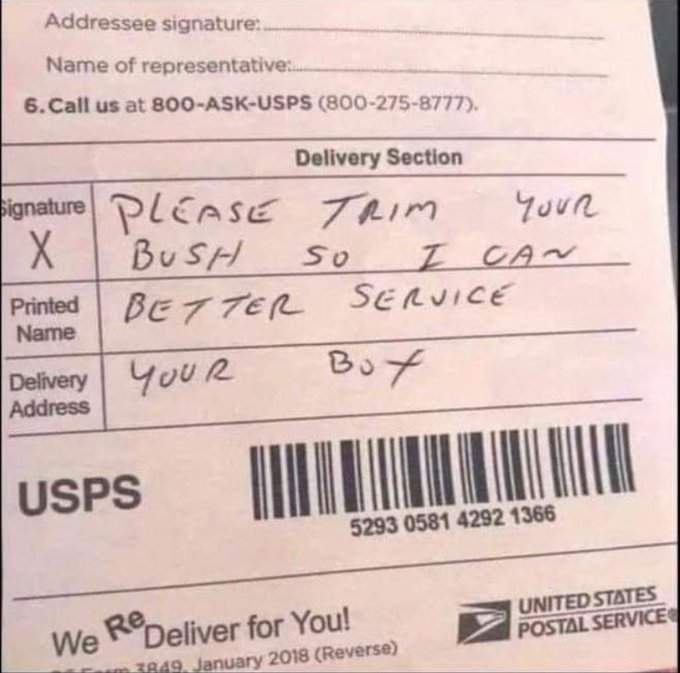 Addressee signature:
Name of representative:
6. Call us at 800-ASK-USPS (800-275-8777).
Delivery Section
Signature
X
PLEASE TRIM YOUR
BUSH SO I CAN
Printed
Name
BETTER SERVICE
Delivery
Address
YOUR BOX
USPS
5293 0581 4292 1366
We ReDeliver for You!
UNITED STATES
POSTAL SERVICE®
3849, January 2018 (Reverse)